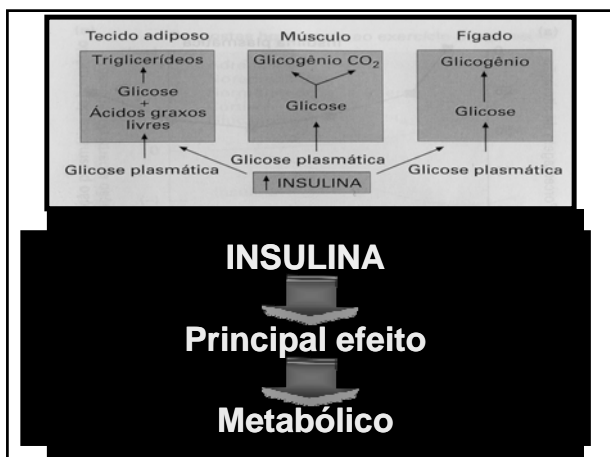 Tecido adiposo
Triglicerídeos
Glicose
+
Ácidos graxos
livres
Glicose plasmática
Músculo
Glicogênio CO2
Glicose
Glicose plasmática
↑ INSULINA
Fígado
Glicogênio
Glicose
Glicose plasmática
INSULINA
Principal efeito
Metabólico